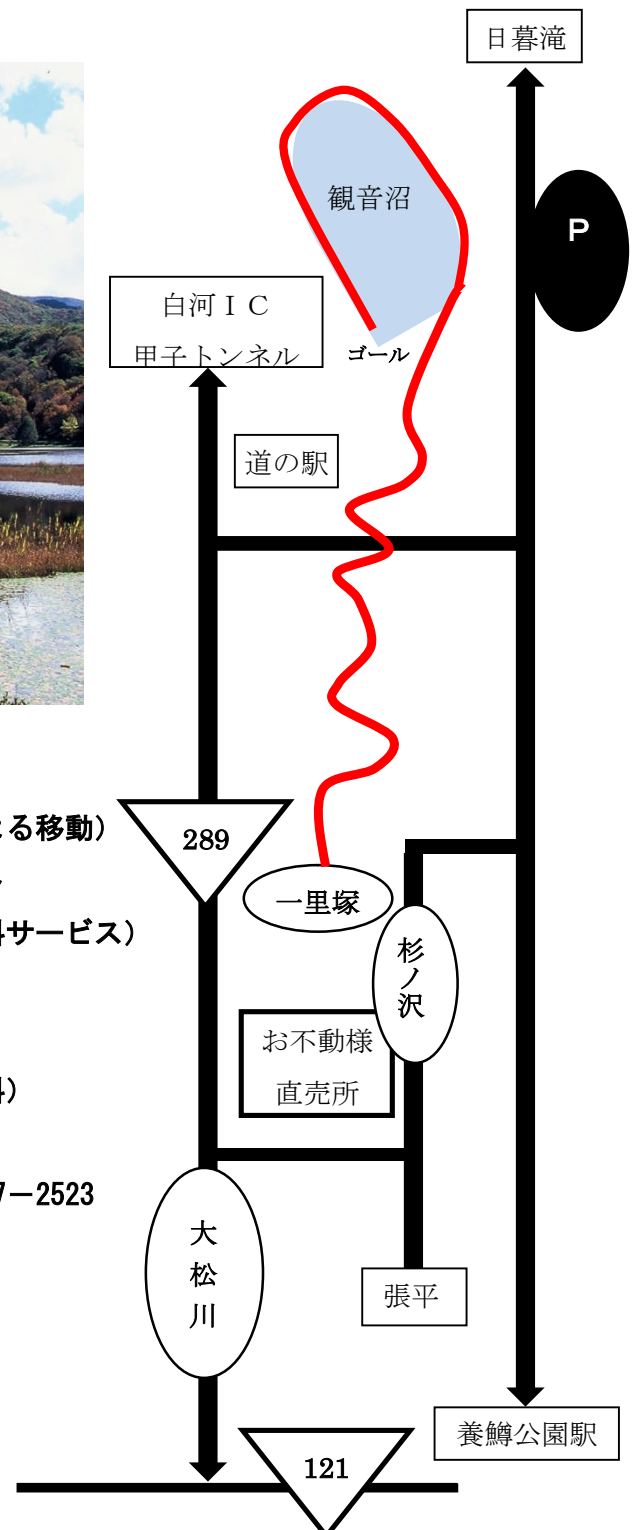 日暮滝
P
観音沼
白河ＩＣ
甲子トンネル
ゴール
道の駅
る移動）
289
一里塚
料サービス）
杉ノ沢
お不動様
直売所
料）
7－2523
大松川
張平
養鱒公園駅
121